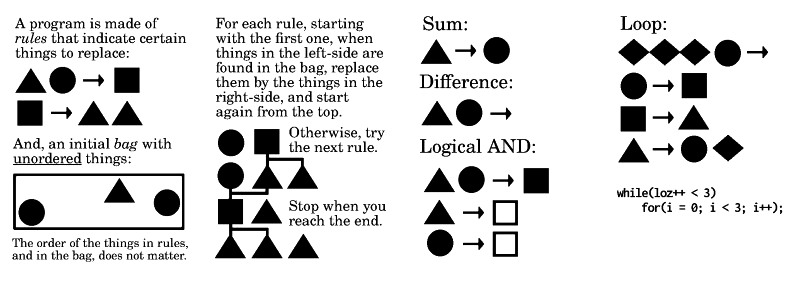 A program is made of
rules that indicate certain
things to replace:
And, an initial bag with
unordered things:
The order of the things in rules,
and in the bag, does not matter.
For each rule, starting
with the first one, when
things in the left-side are
found in the bag, replace
them by the things in the
right-side, and start
again from the top.
Otherwise, try
the next rule.
Stop when you
reach the end.
Sum:
Difference:
Logical AND:
Loop:
while(loz++ < 3)
for(i = 0; i < 3; i++);